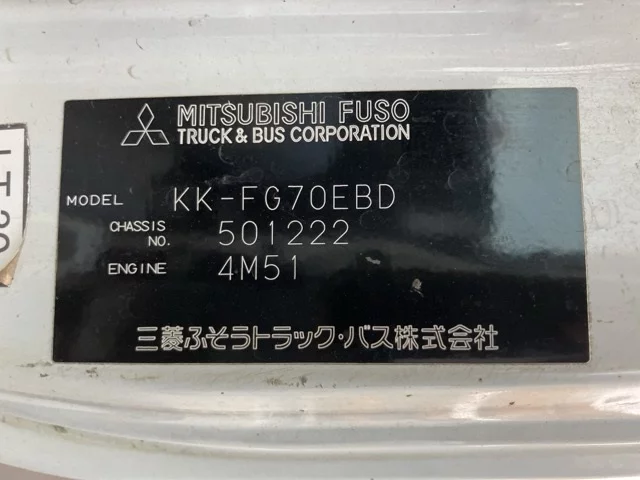 MITSUBISHI FUSO
TRUCK & BUS CORPORATION
MODEL KK-FG70EBD
CHASSIS NO. 501222
ENGINE 4M51
三菱ふそうトラック・バス株式会社